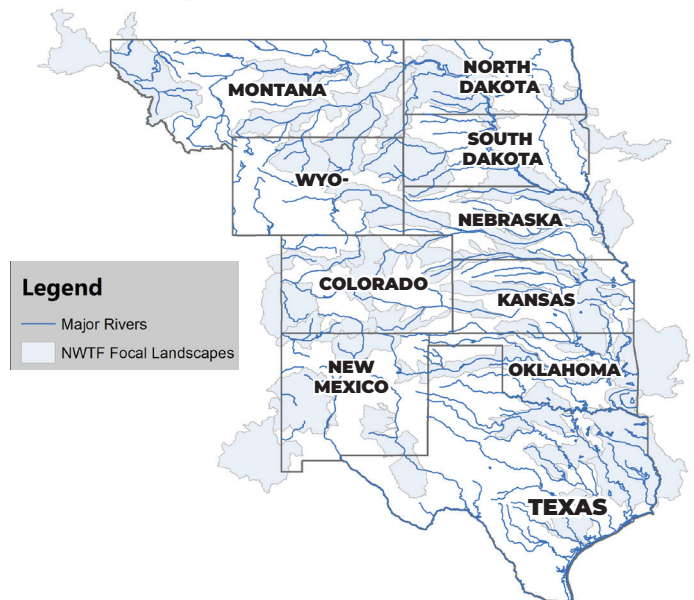 MONTANA
NORTH
DAKOTA
SOUTH
DAKOTA
WYO-
NEBRASKA
COLORADO
KANSAS
Legend
Major Rivers
NWTF Focal Landscapes
NEW
MEXICO
OKLAHOMA
TEXAS